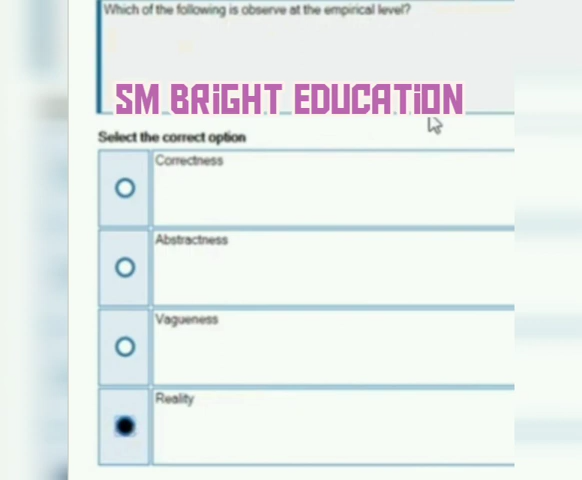 Which of the following is observe at the empirical level?
SM BRIGHT EDUCATION
Select the correct option
Correctness
Abstractness
Vagueness
Reality